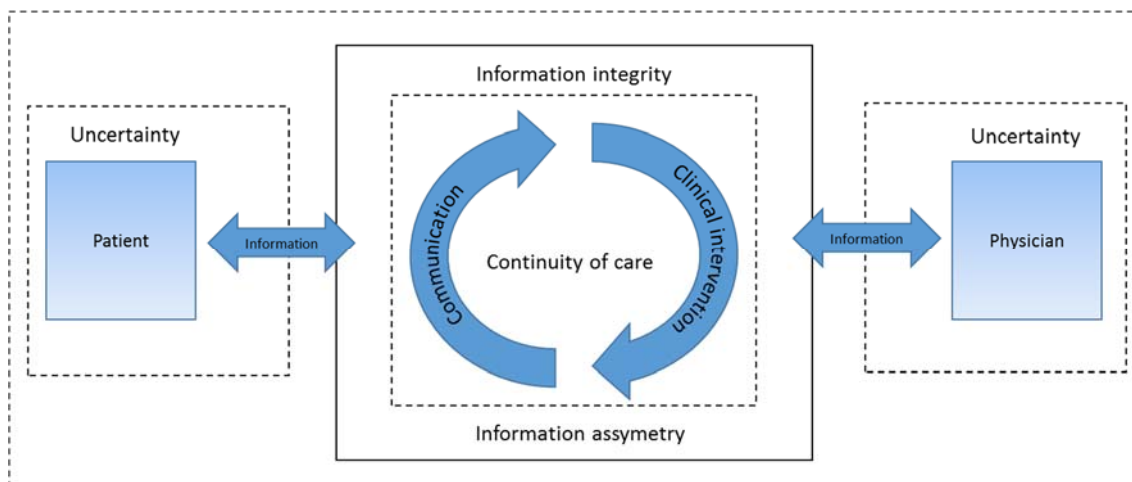 Information integrity
Uncertainty
Uncertainty
Patient
Information
Communication
Continuity of care
Clinical intervention
Information
Physician
Information assymetry